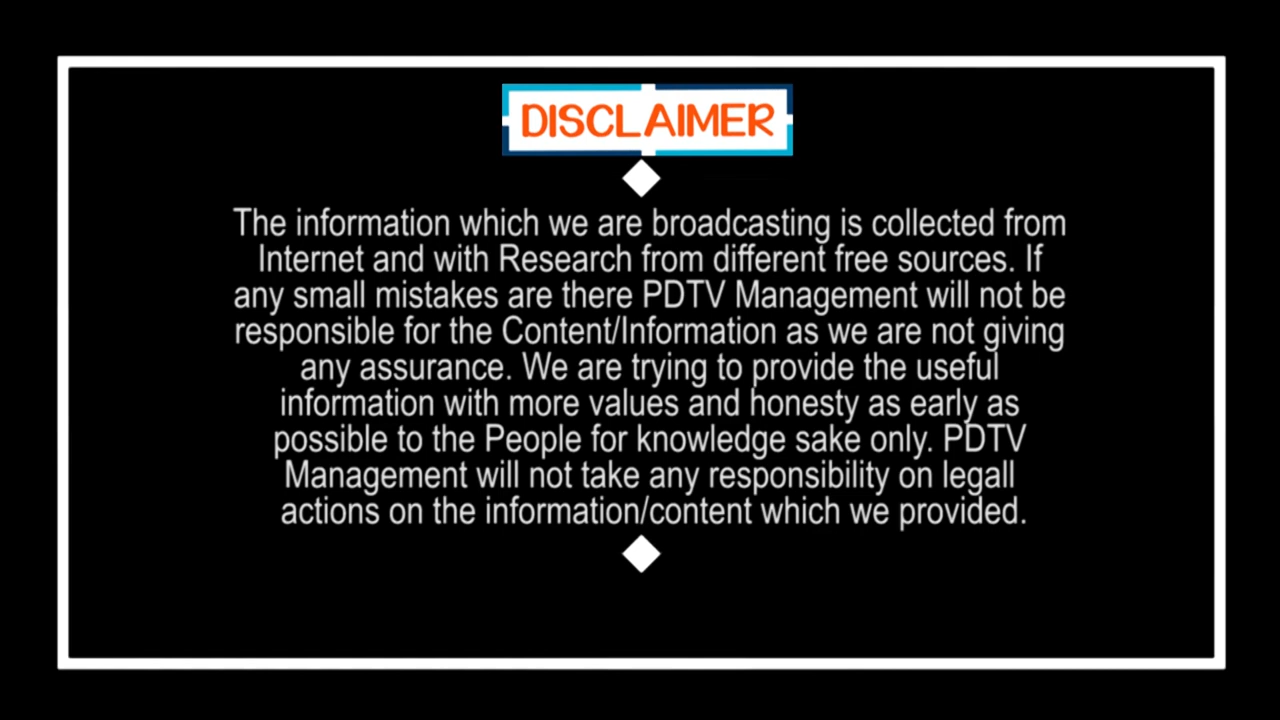 DISCLAIMER
The information which we are broadcasting is collected from
Internet and with Research from different free sources. If
any small mistakes are there PDTV Management will not be
responsible for the Content/Information as we are not giving
any assurance. We are trying to provide the useful
information with more values and honesty as early as
possible to the People for knowledge sake only. PDTV
Management will not take any responsibility on legall
actions on the information/content which we provided.